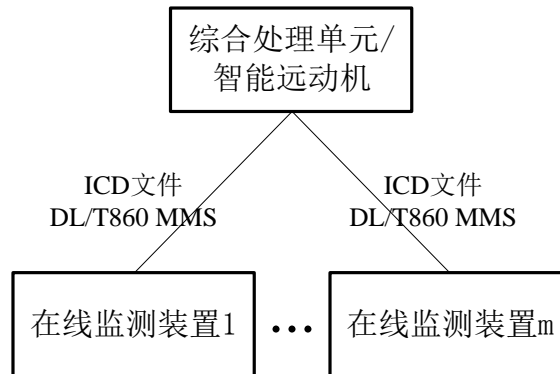 综合处理单元/
智能远动机
ICD文件
DL/T860 MMS
ICD文件
DL/T860 MMS
在线监测装置1
•••
在线监测装置m